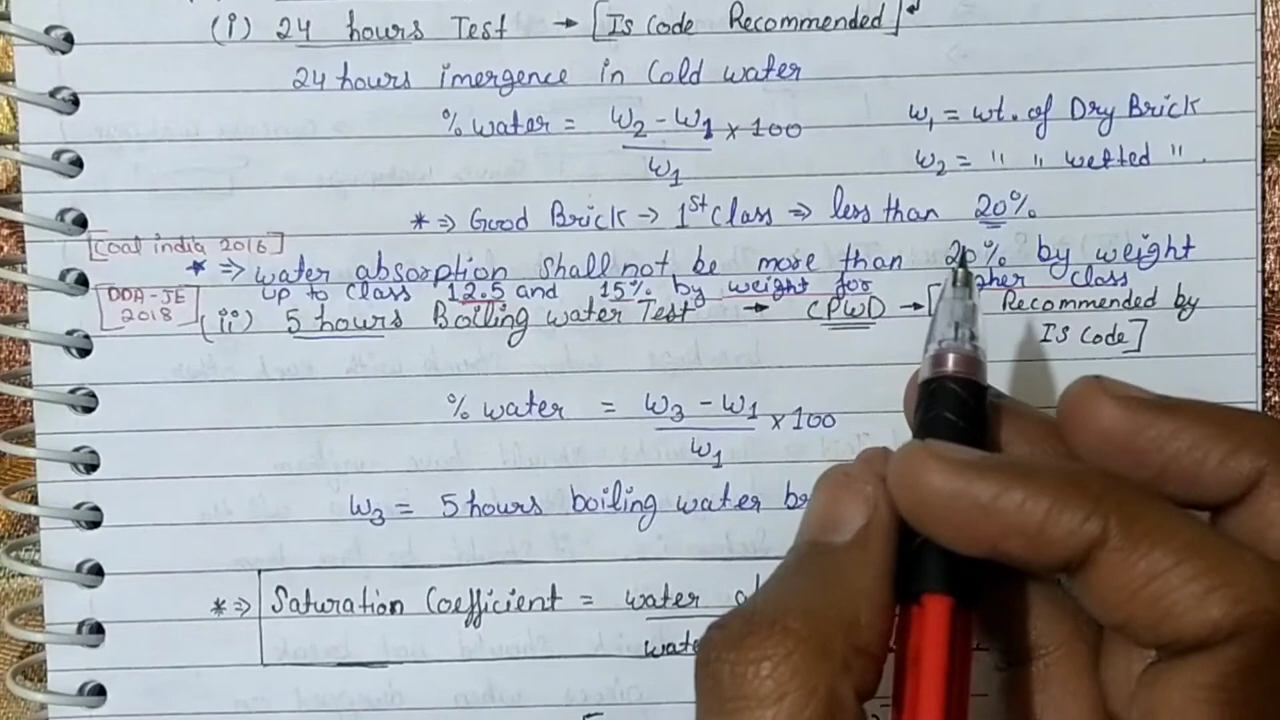 (i) 24 hours Test → [Is Code Recommended]
24 hours imergence in Cold water
% water = (w2 - w1)/w1 × 100
w1 = wt. of Dry Brick
w2 = " " wetted ".
* ⇒ Good Brick → 1st Class ⇒ less than 20%.
[Coal india 2016]
* ⇒ water absorption shall not be more than 20% by weight
up to class 12.5 and 15% by weight for class
[DDA-JE 2018]
(ii) 5 hours Boiling water Test → CPWD → [ Recommended by
IS Code]
% water = (w3 - w1)/w1 × 100
w3 = 5 hours boiling water
* ⇒ Saturation Coefficient = water